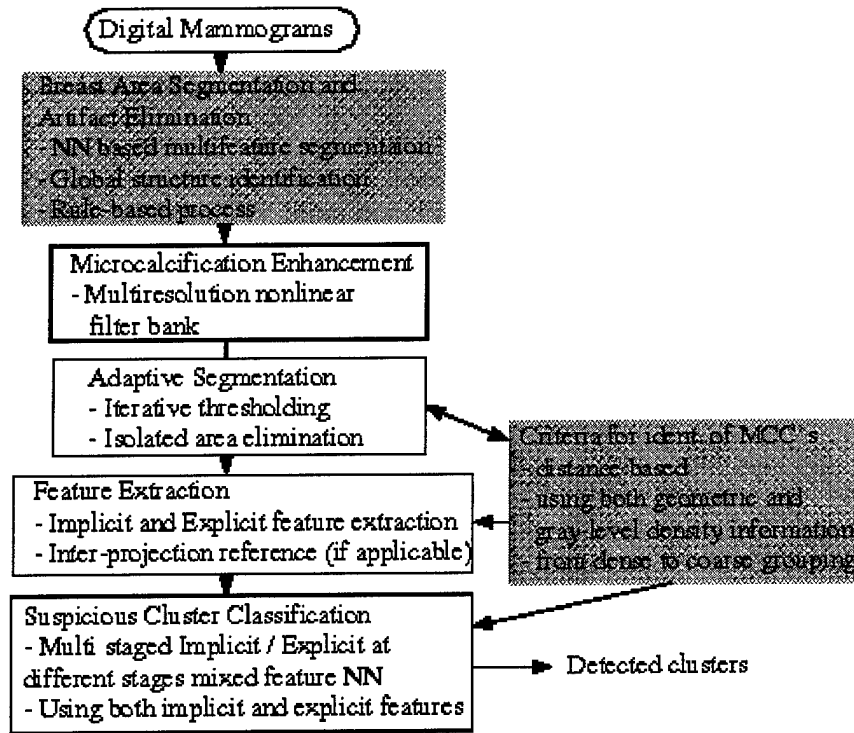 Digital Mammograms
Breast Area Segmentation and
Artifact Elimination
- NN based multifeature segmentaion
- Global structure identification
- Rule-based process
Microcalcification Enhancement
- Multiresolution nonlinear
filter bank
Adaptive Segmentation
- Iterative thresholding
- Isolated area elimination
Criteria for ident. of MCC's
- distance based
- using both geometric and
- gray-level density information
- from dense to coarse grouping
Feature Extraction
- Implicit and Explicit feature extraction
- Inter-projection reference (if applicable)
Suspicious Cluster Classification
- Multi staged Implicit / Explicit at
different stages mixed feature NN
- Using both implicit and explicit features
Detected clusters